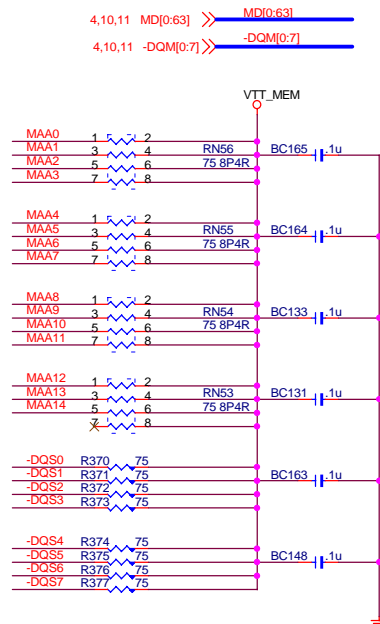 4,10,11 MD[0:63] MD[0:63]
4,10,11 -DQM[0:7] -DQM[0:7]
VTT_MEM
MAA0 1 2
MAA1 3 4 RN56 BC165 .1u
MAA2 5 6 75 8P4R
MAA3 7 8
MAA4 1 2
MAA5 3 4 RN55 BC164 .1u
MAA6 5 6 75 8P4R
MAA7 7 8
MAA8 1 2
MAA9 3 4 RN54 BC133 .1u
MAA10 5 6 75 8P4R
MAA11 7 8
MAA12 1 2
MAA13 3 4 RN53 BC131 .1u
MAA14 5 6 75 8P4R
7 8
-DQS0 R370 75
-DQS1 R371 75 BC163 .1u
-DQS2 R372 75
-DQS3 R373 75
-DQS4 R374 75
-DQS5 R375 75 BC148 .1u
-DQS6 R376 75
-DQS7 R377 75